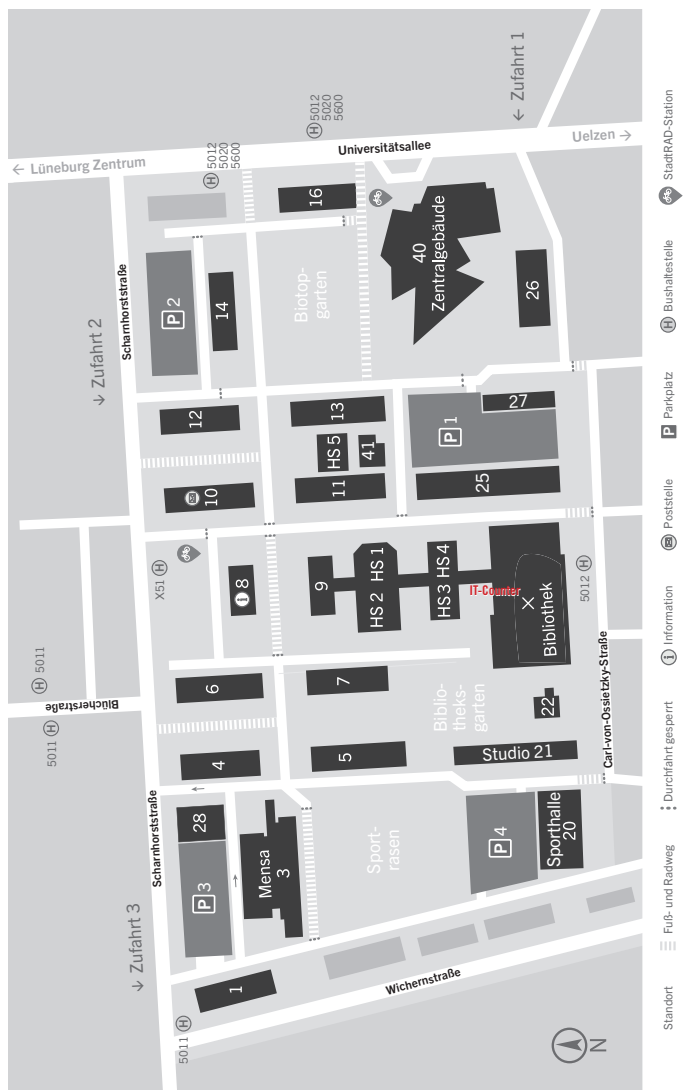 ← Lüneburg Zentrum
H 5012
5020
5600
H 5012
5020
5600
Universitätsallee
← Zufahrt 1
Uelzen →
Scharnhorststraße
← Zufahrt 2
P 2
14
16
Biotop-
garten
40
Zentralgebäude
26
12
10
13
HS 5
41
11
P 1
27
25
X51 H
8
9
HS 2 HS 1
HS 3 HS 4
IT-Counter
Bibliothek
5012 H
H 5011
5011 H
Blücherstraße
6
7
4
5
Biblio-
theks-
garten
22
Studio 21
Carl-von-Ossietzky-Straße
Scharnhorststraße
← Zufahrt 3
28
P 3
Mensa
3
Sport-
rasen
P 4
Sporthalle
20
1
5011 H
Wichernstraße
N
Standort
Fuß- und Radweg
Durchfahrt gesperrt
i Information
Poststelle
P Parkplatz
H Bushaltestelle
StadtRAD-Station